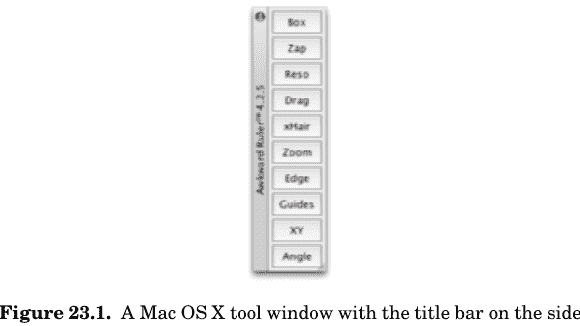 Box
Zap
Reso
Drag
xHair
Zoom
Edge
Guides
XY
Angle
Awkward Ruler™ 4.2.5
Figure 23.1. A Mac OS X tool window with the title bar on the side